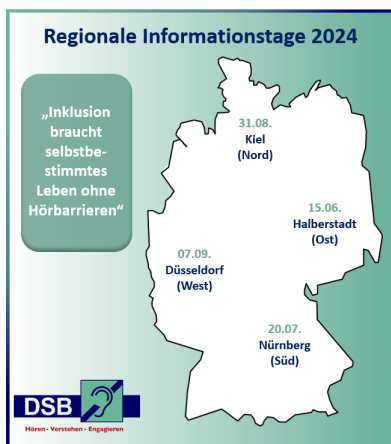 Regionale Informationstage 2024
„Inklusion
braucht
selbstbe-
stimmtes
Leben ohne
Hörbarrieren“
31.08.
Kiel
(Nord)
15.06.
Halberstadt
(Ost)
07.09.
Düsseldorf
(West)
20.07.
Nürnberg
(Süd)
DSB
Hören · Verstehen · Engagieren